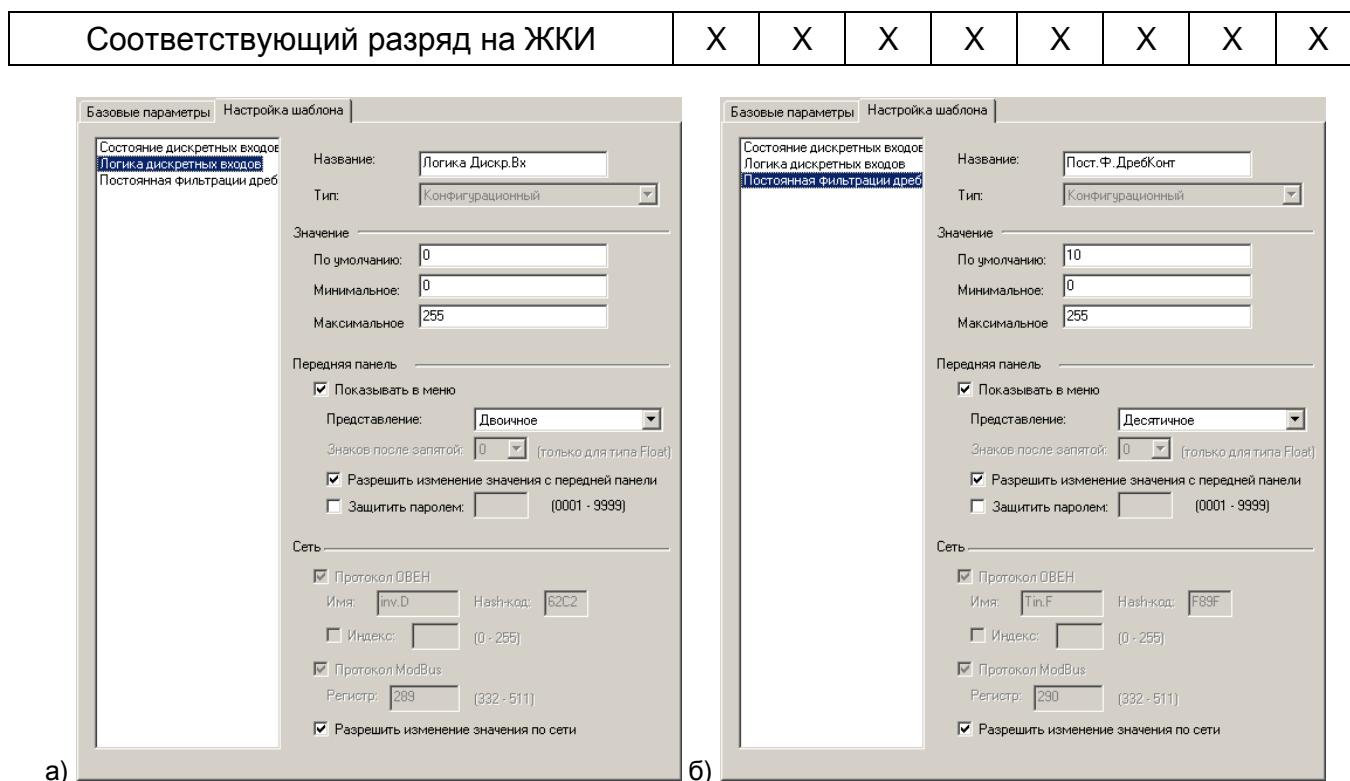 Соответствующий разряд на ЖКИ X X X X X X X X
Базовые параметры Настройка шаблона
Состояние дискретных входов
Логика дискретных входов
Постоянная фильтрации дреб
Название: Логика Дискр.Вх
Тип: Конфигурационный
Значение
По умолчанию: 0
Минимальное: 0
Максимальное 255
Передняя панель
Показывать в меню
Представление: Двоичное
Знаков после запятой: 0 (только для типа Float)
Разрешить изменение значения с передней панели
Защитить паролем: (0001 - 9999)
Сеть
Протокол ОВЕН
Имя: inv.D Hash-код: 62C2
Индекс: (0 - 255)
Протокол ModBus
Регистр: 289 (332 - 511)
Разрешить изменение значения по сети
а)
Базовые параметры Настройка шаблона
Состояние дискретных входов
Логика дискретных входов
Постоянная фильтрации дреб
Название: Пост.Ф.ДребКонт
Тип: Конфигурационный
Значение
По умолчанию: 10
Минимальное: 0
Максимальное 255
Передняя панель
Показывать в меню
Представление: Десятичное
Знаков после запятой: 0 (только для типа Float)
Разрешить изменение значения с передней панели
Защитить паролем: (0001 - 9999)
Сеть
Протокол ОВЕН
Имя: Tin.F Hash-код: F89F
Индекс: (0 - 255)
Протокол ModBus
Регистр: 290 (332 - 511)
Разрешить изменение значения по сети
б)